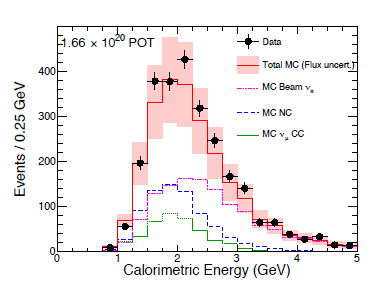 1.66 × 10²⁰ POT
Data
Total MC (Flux uncert.)
MC Beam νₑ
MC NC
MC ν_μ CC
400
300
200
100
0
Events / 0.25 GeV
0 1 2 3 4 5
Calorimetric Energy (GeV)